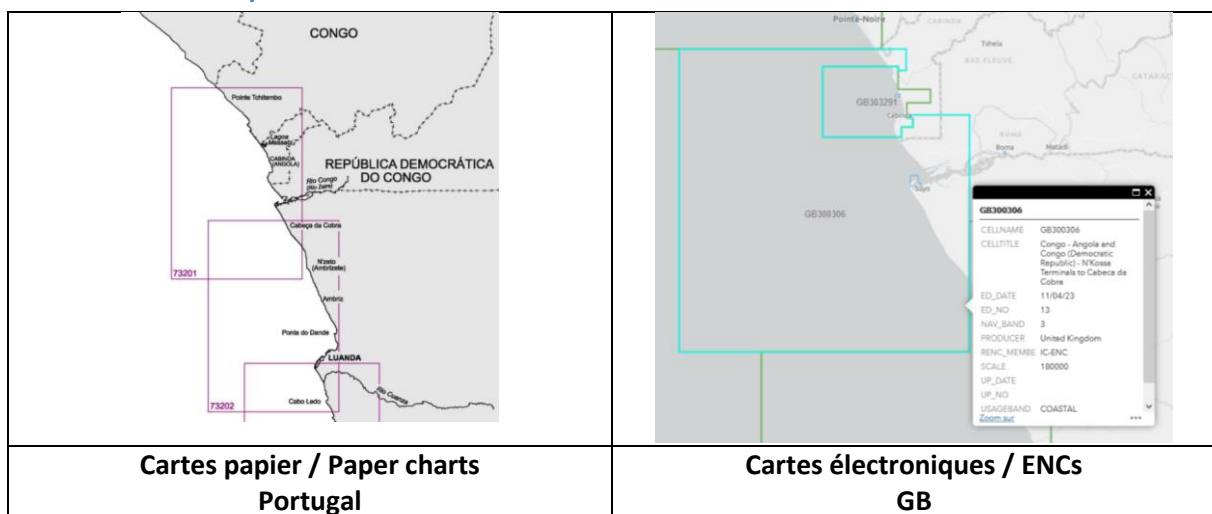 CONGO
Pointe Tchitembo
Lagoa
Massabi
CABINDA
(ANGOLA)
REPÚBLICA DEMOCRÁTICA
DO CONGO
Rio Congo
(Rio Zaire)
Cabeça da Cobra
73201
N'zeto
(Ambrizete)
Ambriz
Ponta do Dande
LUANDA
Rio Cuanza
73202
Cabo Ledo
Pointe-Noire
CABINDA
Tshela
BAS-FLEUVE
CATARAC
GB303291
Cabinda
BOMA
Boma
Matadi
Soyo
GB300306
GB300306
CELLNAME GB300306
CELLTITLE Congo - Angola and
Congo (Democratic
Republic) - N'Kossa
Terminals to Cabeca da
Cobra
ED_DATE 11/04/23
ED_NO 13
NAV_BAND 3
PRODUCER United Kingdom
RENC_MEMBE IC-ENC
SCALE 180000
UP_DATE
UP_NO
USAGEBAND COASTAL
Zoom sur
Cartes papier / Paper charts
Portugal
Cartes électroniques / ENCs
GB